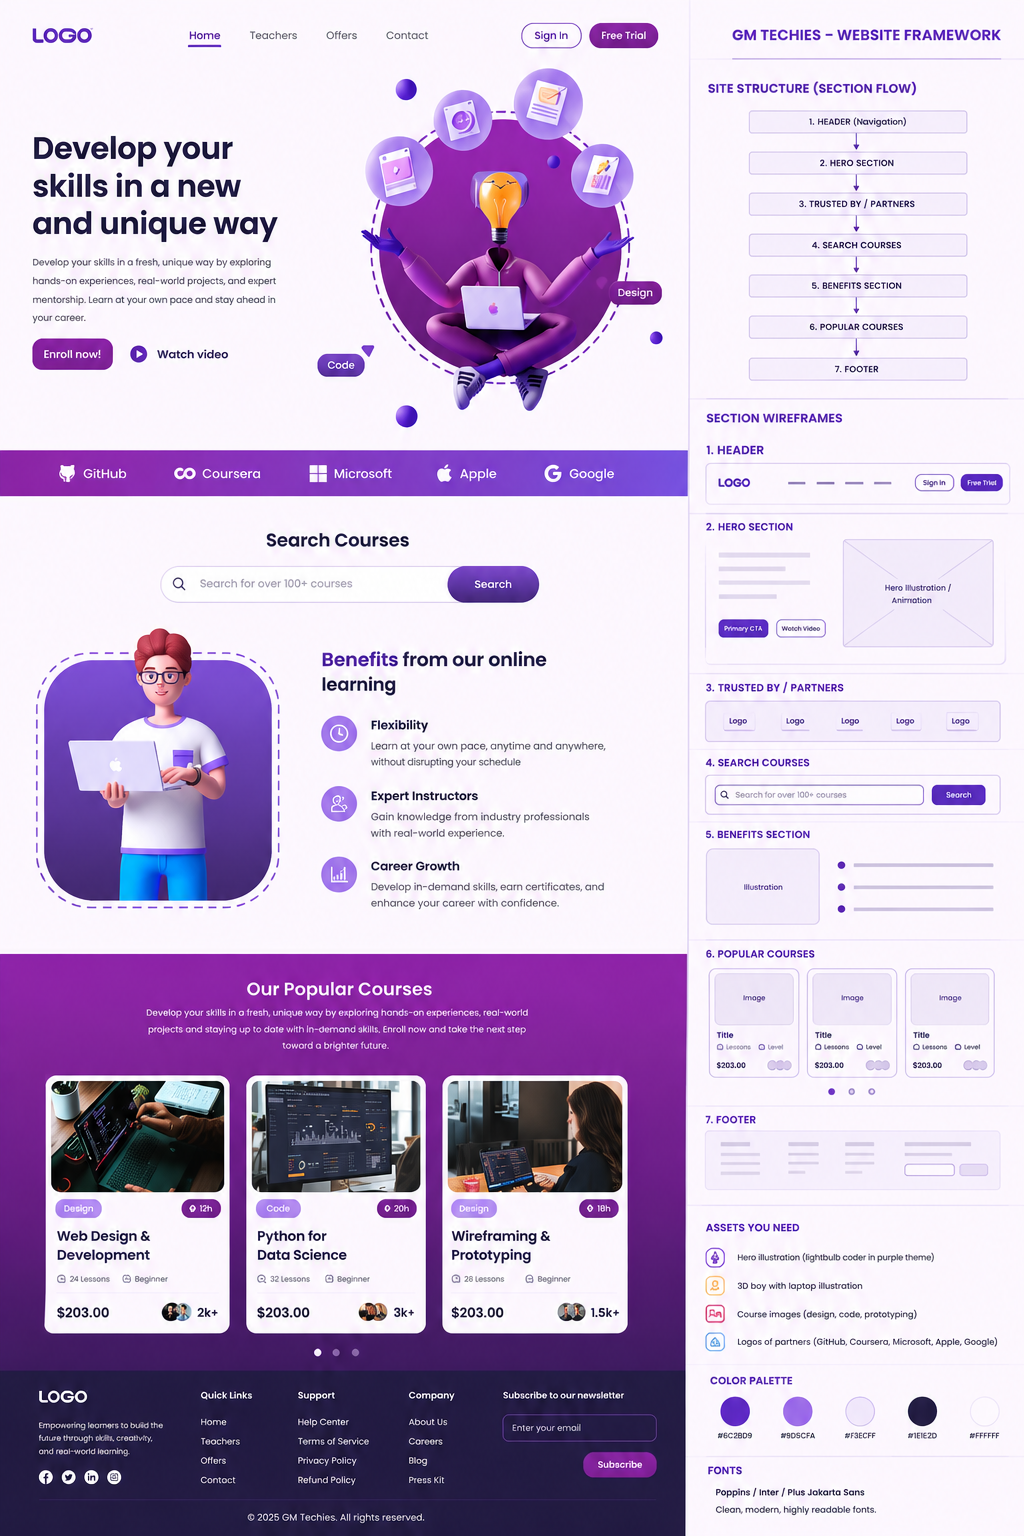 LOGO
Home
Teachers
Offers
Contact
Sign In
Free Trial
Develop your
skills in a new
and unique way
Develop your skills in a fresh, unique way by exploring
hands-on experiences, real-world projects, and expert
mentorship. Learn at your own pace and stay ahead in
your career.
Enroll now!
Watch video
Design
Code
GitHub
Coursera
Microsoft
Apple
Google
Search Courses
Search for over 100+ courses
Search
Benefits from our online
learning
Flexibility
Learn at your own pace, anytime and anywhere,
without disrupting your schedule
Expert Instructors
Gain knowledge from industry professionals
with real-world experience.
Career Growth
Develop in-demand skills, earn certificates, and
enhance your career with confidence.
Our Popular Courses
Develop your skills in a fresh, unique way by exploring hands-on experiences, real-world
projects and staying up to date with in-demand skills, Enroll now and take the next step
toward a brighter future.
Design
12h
Web Design &
Development
24 Lessons
Beginner
$203.00
2k+
Code
20h
Python for
Data Science
32 Lessons
Beginner
$203.00
3k+
Design
18h
Wireframing &
Prototyping
28 Lessons
Beginner
$203.00
1.5k+
LOGO
Empowering learners to build the
future through skills, creativity,
and real-world learning.
Quick Links
Home
Teachers
Offers
Contact
Support
Help Center
Terms of Service
Privacy Policy
Refund Policy
Company
About Us
Careers
Blog
Press Kit
Subscribe to our newsletter
Enter your email
Subscribe
© 2025 GM Techies. All rights reserved.
GM TECHIES – WEBSITE FRAMEWORK
SITE STRUCTURE (SECTION FLOW)
1. HEADER (Navigation)
2. HERO SECTION
3. TRUSTED BY / PARTNERS
4. SEARCH COURSES
5. BENEFITS SECTION
6. POPULAR COURSES
7. FOOTER
SECTION WIREFRAMES
1. HEADER
LOGO
Sign In
Free Trial
2. HERO SECTION
Hero Illustration /
Animation
Primary CTA
Watch Video
3. TRUSTED BY / PARTNERS
Logo
Logo
Logo
Logo
Logo
4. SEARCH COURSES
Search for over 100+ courses
Search
5. BENEFITS SECTION
Illustration
6. POPULAR COURSES
Image
Title
Lessons
Level
$203.00
Image
Title
Lessons
Level
$203.00
Image
Title
Lessons
Level
$203.00
7. FOOTER
ASSETS YOU NEED
Hero illustration (lightbulb coder in purple theme)
3D boy with laptop illustration
Course images (design, code, prototyping)
Logos of partners (GitHub, Coursera, Microsoft, Apple, Google)
COLOR PALETTE
#6C2BD9
#9D5CFA
#F3ECFF
#1E1E2D
#FFFFFF
FONTS
Poppins / Inter / Plus Jakarta Sans
Clean, modern, highly readable fonts.